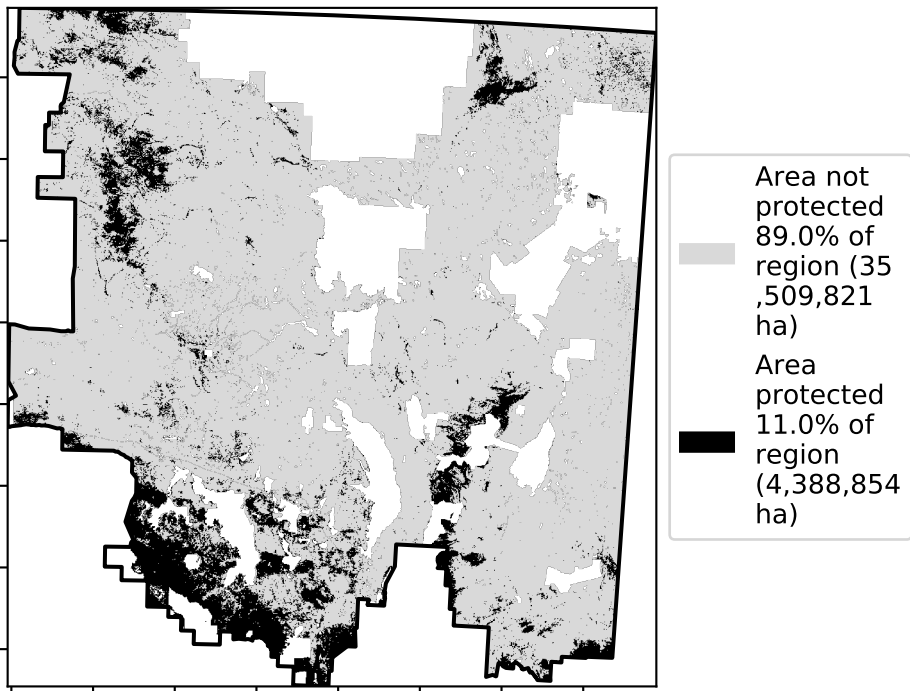 Area not
protected
89.0% of
region (35
,509,821
ha)
Area
protected
11.0% of
region
(4,388,854
ha)